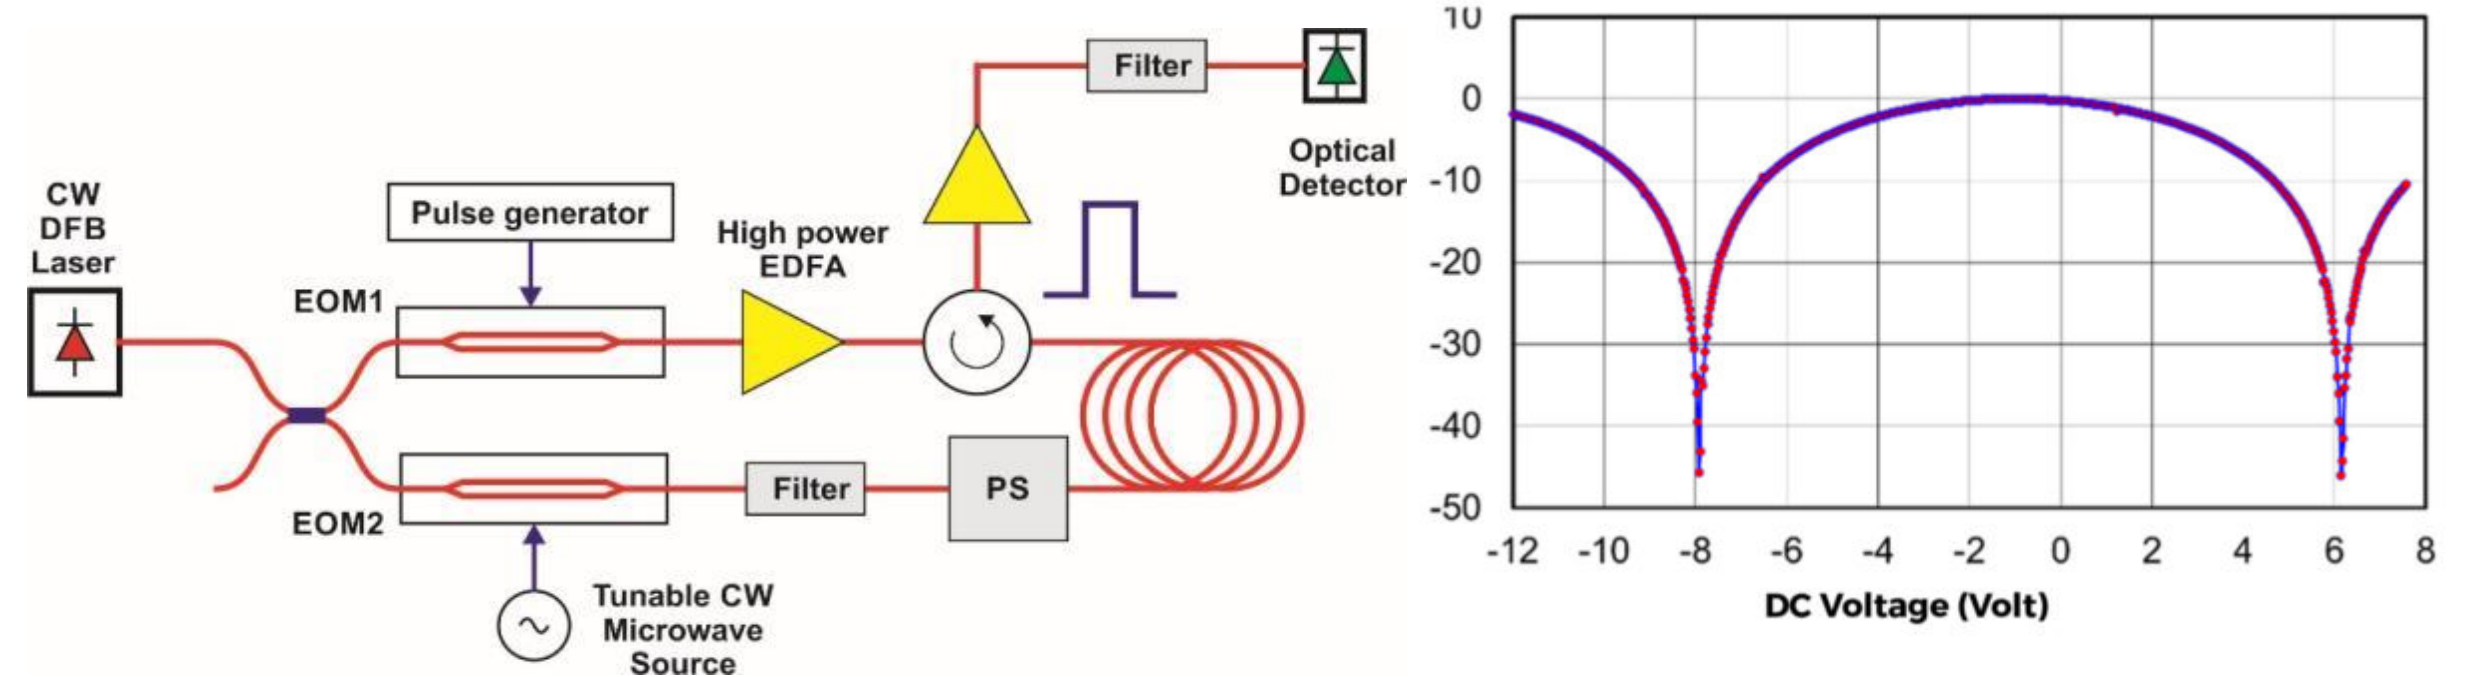 CW
DFB
Laser
EOM1
Pulse generator
High power
EDFA
Filter
Optical
Detector
EOM2
Filter
PS
Tunable CW
Microwave
Source
10
0
-10
-20
-30
-40
-50
-12 -10 -8 -6 -4 -2 0 2 4 6 8
DC Voltage (Volt)